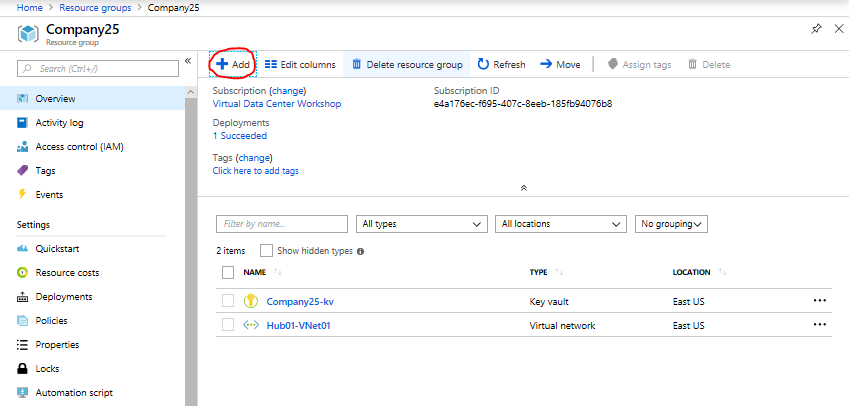 Home > Resource groups > Company25
Company25
Resource group
Search (Ctrl+/)
Overview
Activity log
Access control (IAM)
Tags
Events
Settings
Quickstart
Resource costs
Deployments
Policies
Properties
Locks
Automation script
Add Edit columns Delete resource group Refresh Move Assign tags Delete
Subscription (change) Subscription ID
Virtual Data Center Workshop e4a176ec-f695-407c-8eeb-185fb94076b8
Deployments
1 Succeeded
Tags (change)
Click here to add tags
Filter by name... All types All locations No grouping
2 items Show hidden types
NAME TYPE LOCATION
Company25-kv Key vault East US
Hub01-VNet01 Virtual network East US